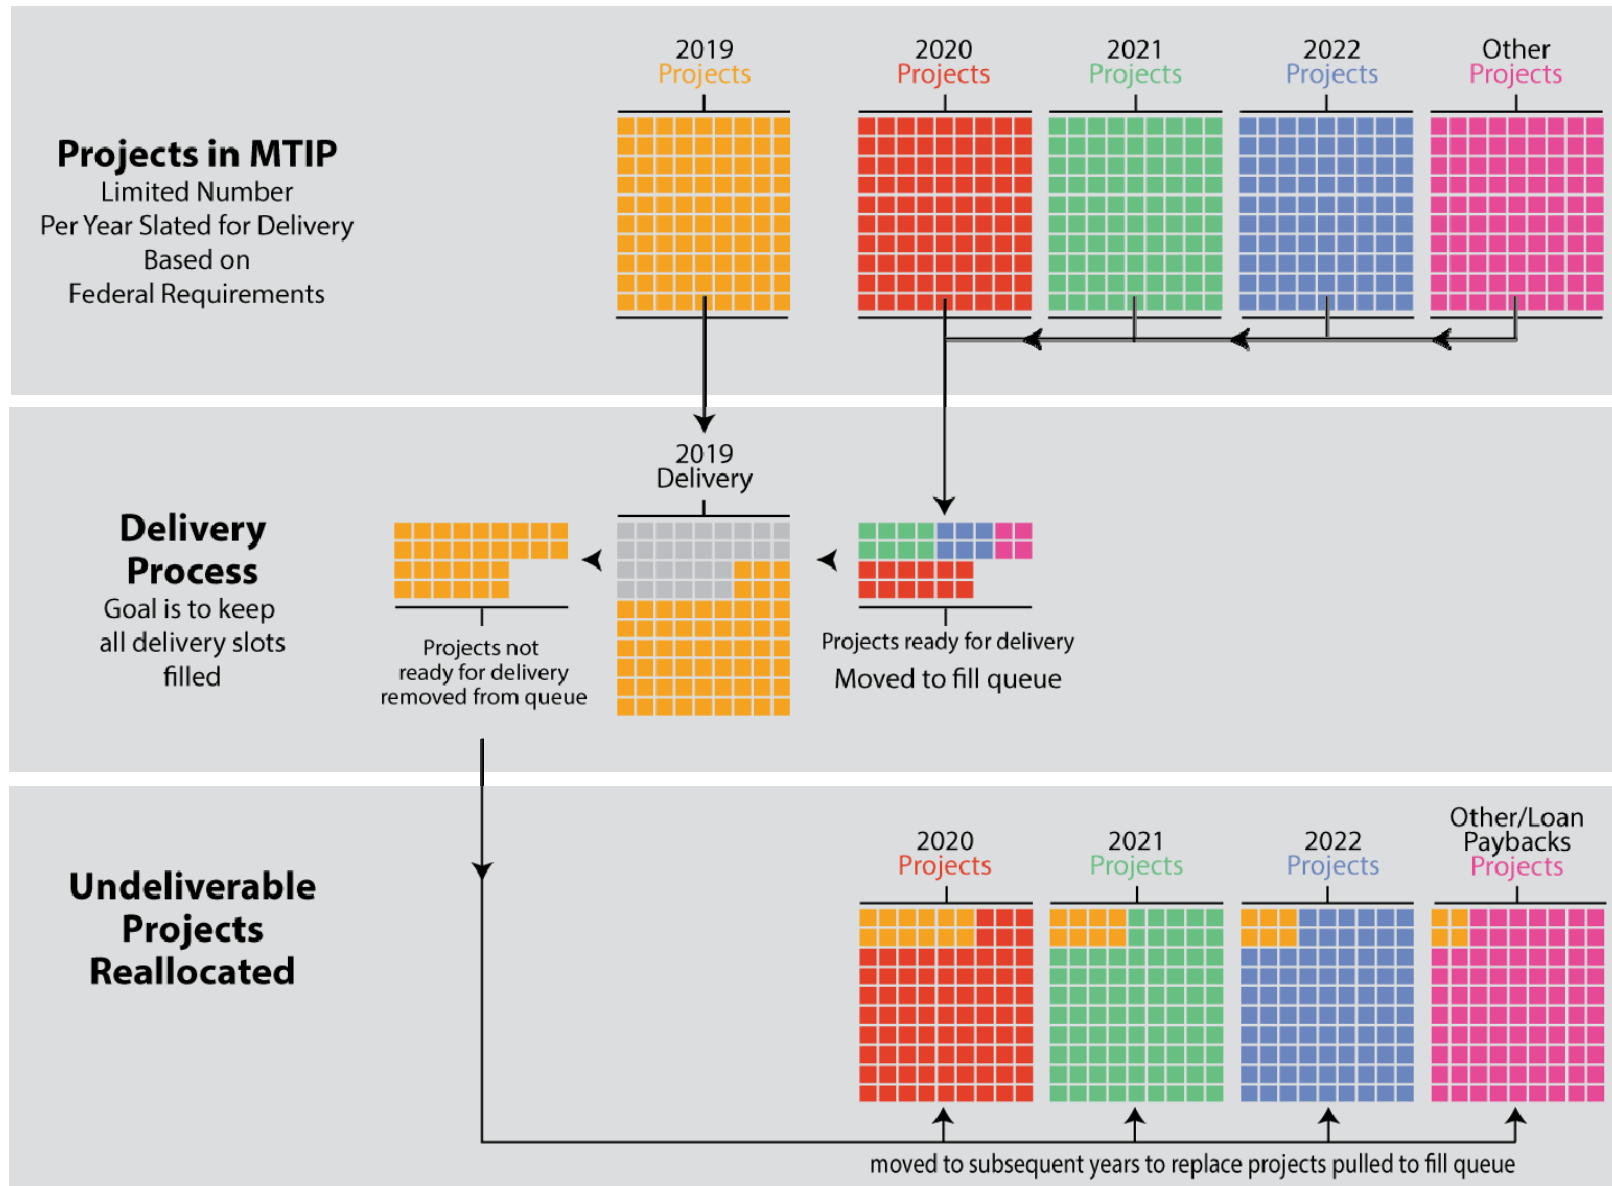 2019
Projects
2020
Projects
2021
Projects
2022
Projects
Other
Projects
Projects in MTIP
Limited Number
Per Year Slated for Delivery
Based on
Federal Requirements
2019
Delivery
Delivery
Process
Goal is to keep
all delivery slots
filled
Projects not
ready for delivery
removed from queue
Projects ready for delivery
Moved to fill queue
Undeliverable
Projects
Reallocated
2020
Projects
2021
Projects
2022
Projects
Other/Loan
Paybacks
Projects
moved to subsequent years to replace projects pulled to fill queue